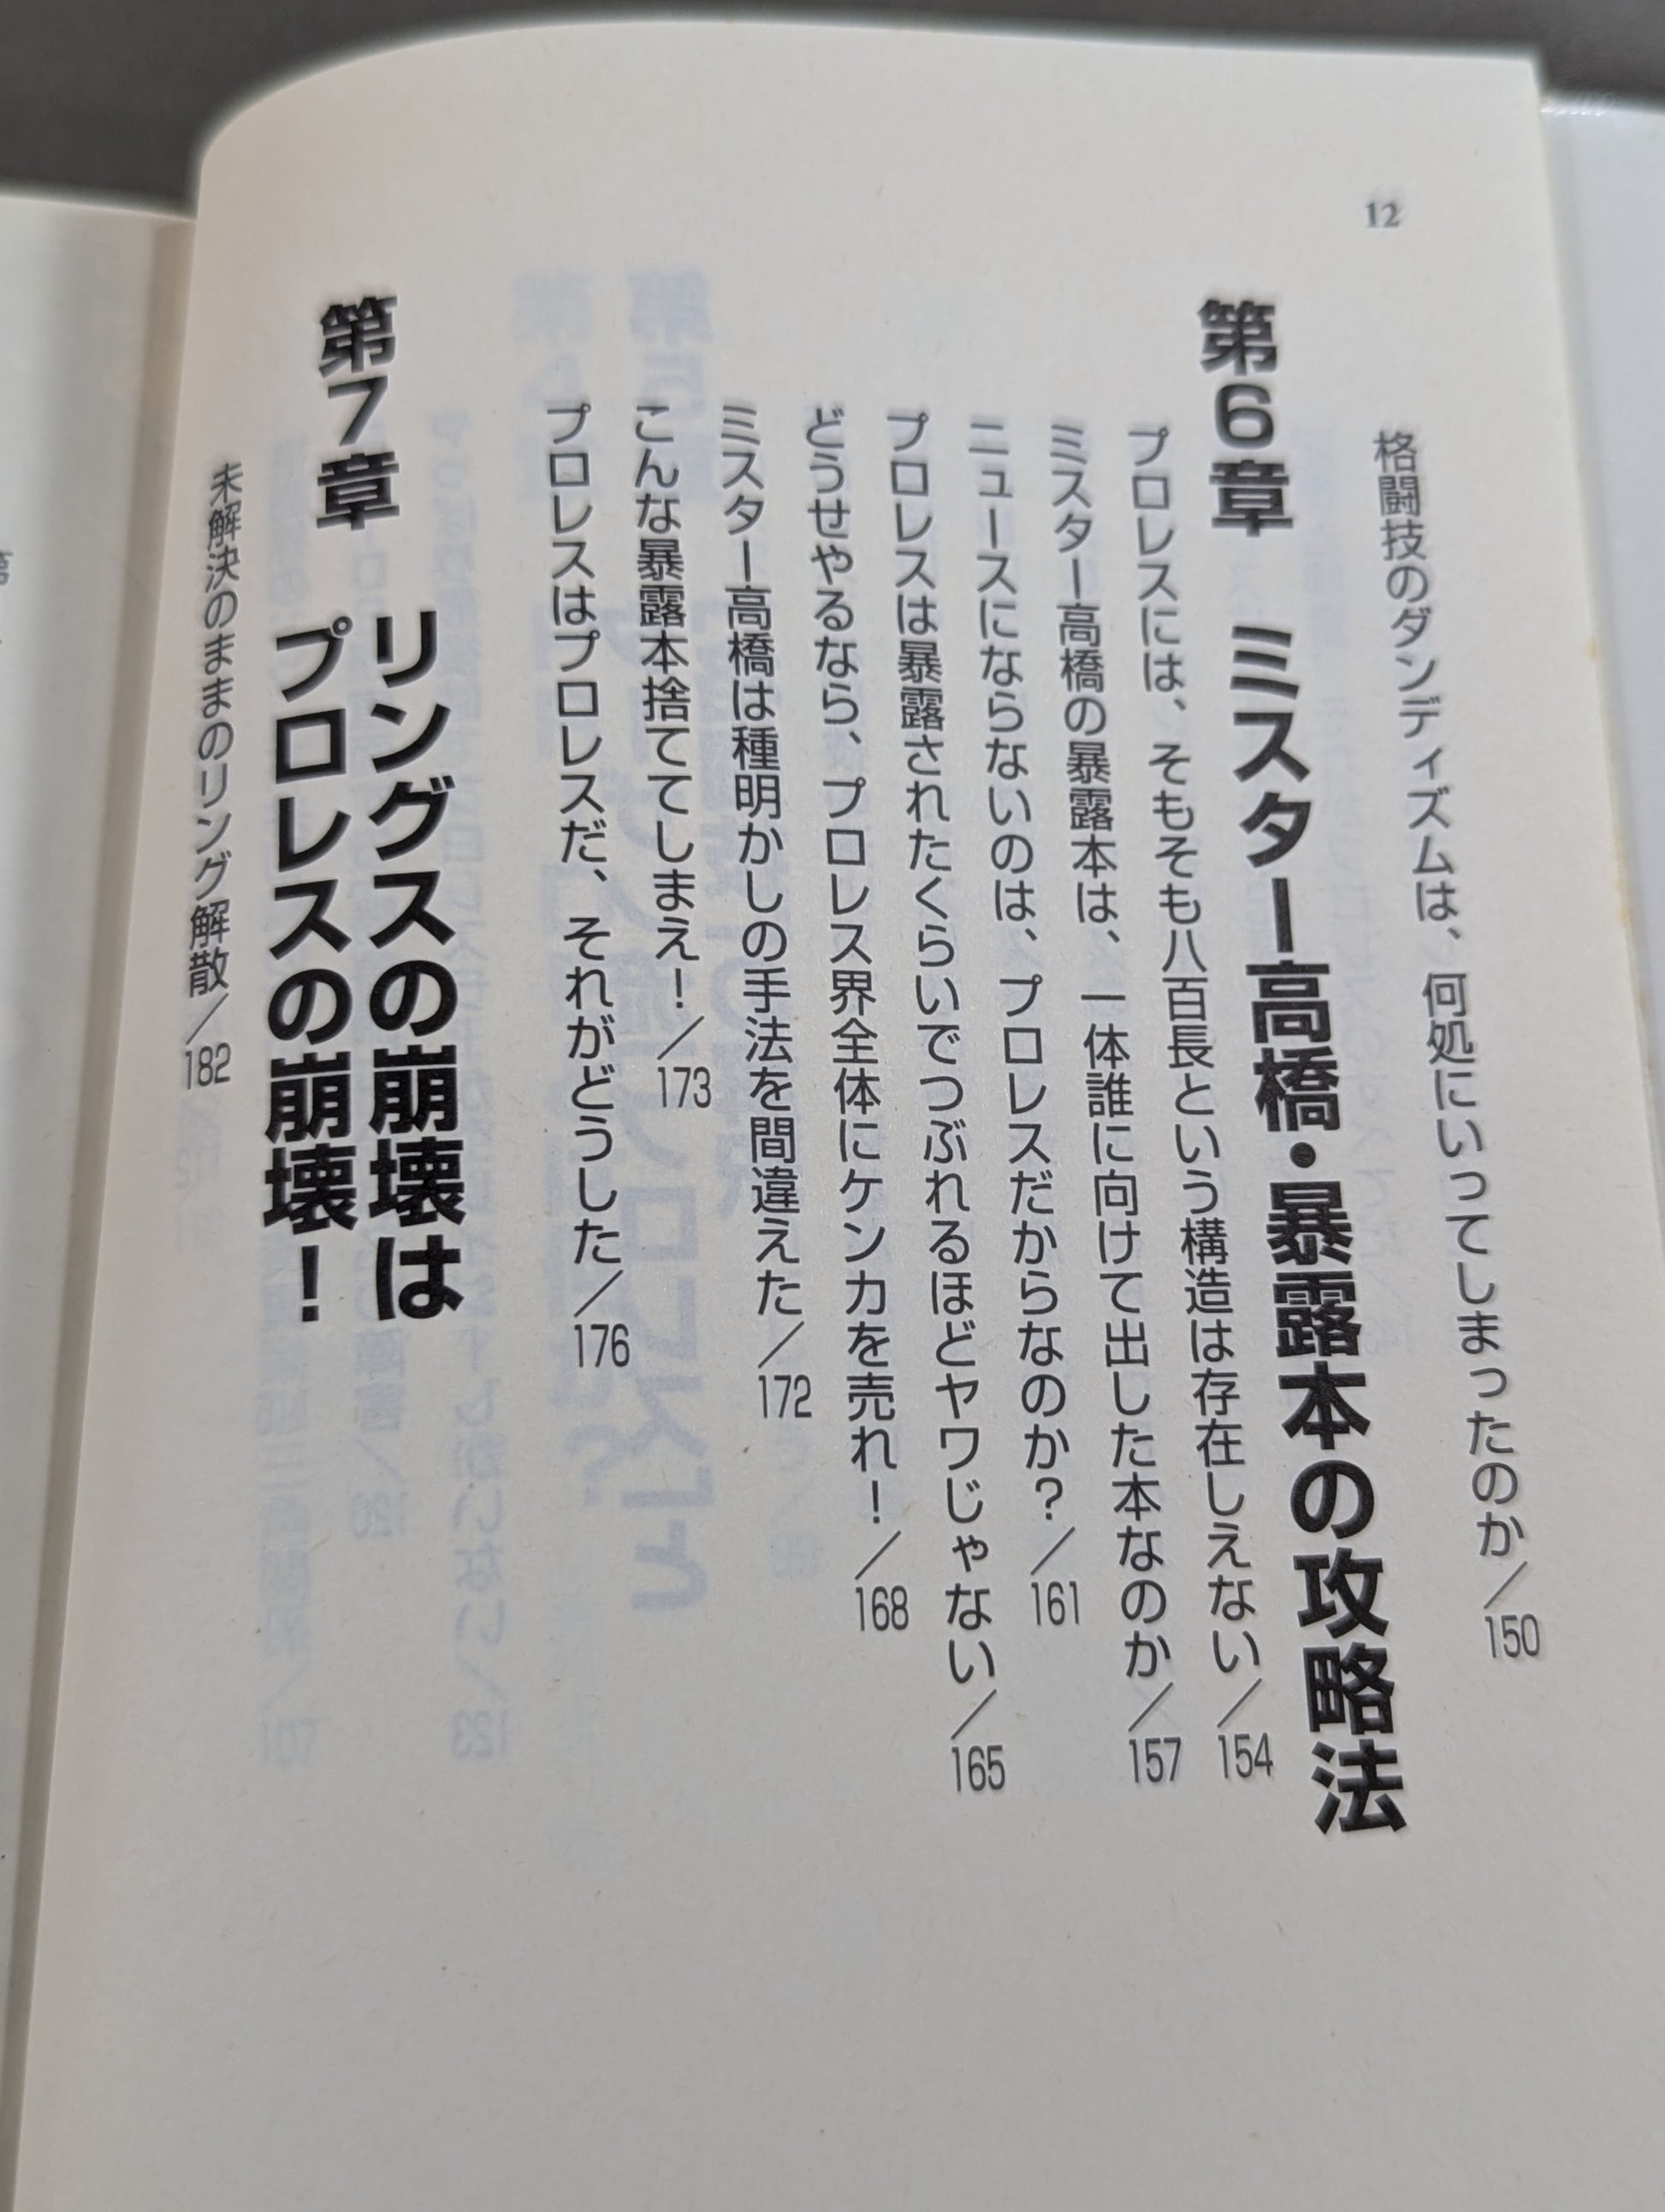 12
格闘技のダンディズムは、何処にいってしまったのか／150
第6章 ミスター高橋・暴露本の攻略法
プロレスには、そもそも八百長という構造は存在しえない／154
ミスター高橋の暴露本は、一体誰に向けて出した本なのか／157
ニュースにならないのは、プロレスだからなのか？／161
プロレスは暴露されたくらいでつぶれるほどヤワじゃない／165
どうせやるなら、プロレス界全体にケンカを売れ！／168
ミスター高橋は種明かしの手法を間違えた／172
こんな暴露本捨ててしまえ！／173
プロレスはプロレスだ、それがどうした／176
第7章 リングスの崩壊は
プロレスの崩壊！
未解決のままのリング解散／182